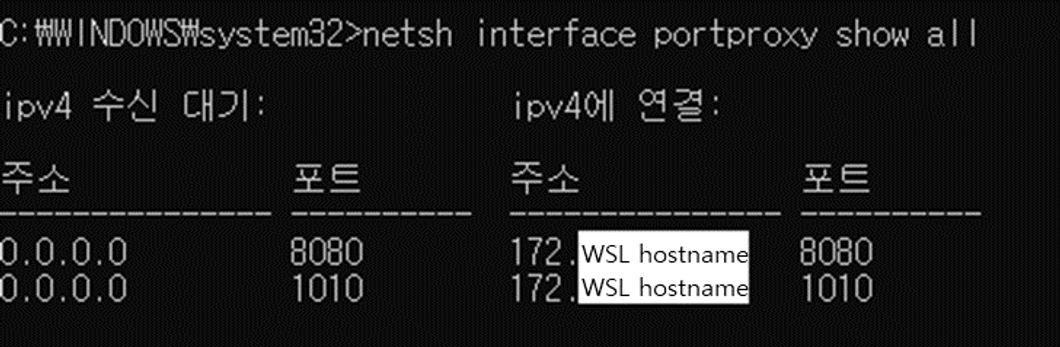 C:₩WINDOWS₩system32>netsh interface portproxy show all
ipv4 수신 대기: ipv4에 연결:
주소 포트 주소 포트
--------------- ---------- --------------- ----------
0.0.0.0 8080 172.WSL hostname 8080
0.0.0.0 1010 172.WSL hostname 1010